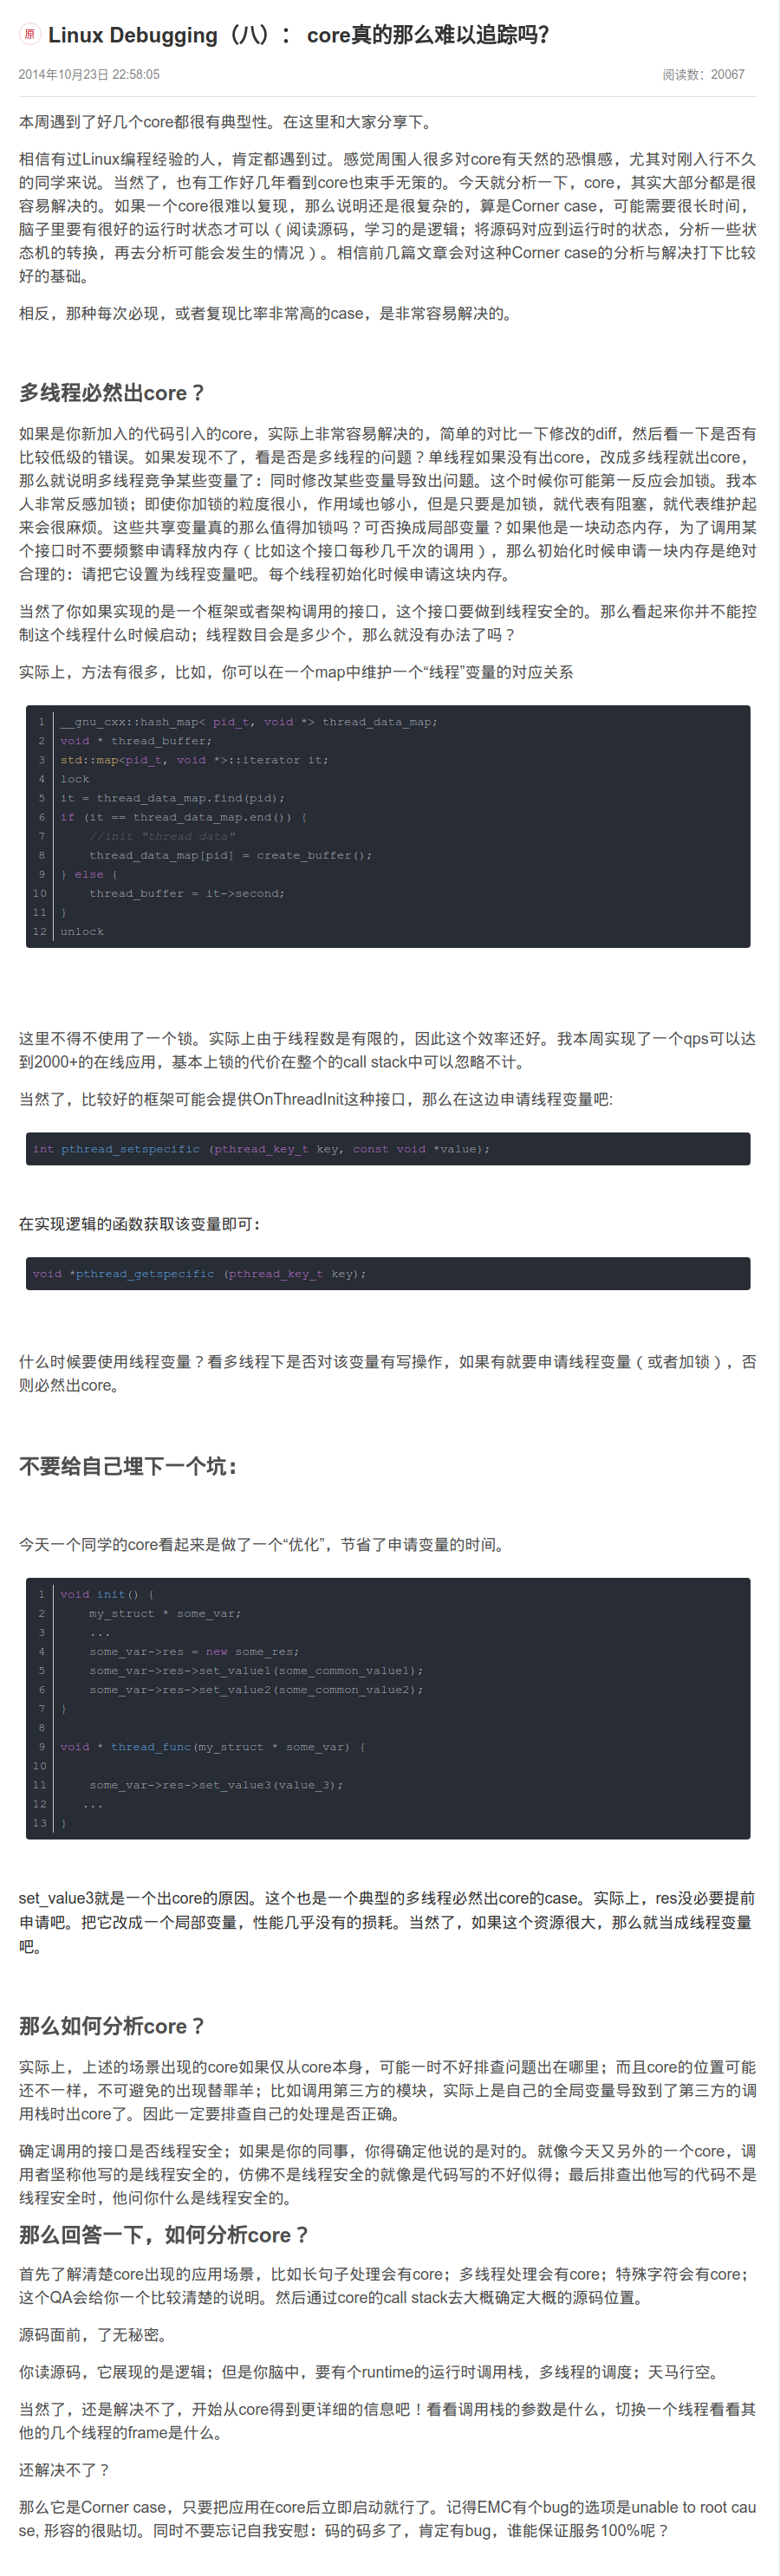 原 Linux Debugging（八）： core真的那么难以追踪吗？
2014年10月23日 22:58:05 阅读数：20067
本周遇到了好几个core都很有典型性。在这里和大家分享下。
相信有过Linux编程经验的人，肯定都遇到过。感觉周围人很多对core有天然的恐惧感，尤其对刚入行不久
的同学来说。当然了，也有工作好几年看到core也束手无策的。今天就分析一下，core，其实大部分都是很
容易解决的。如果一个core很难以复现，那么说明还是很复杂的，算是Corner case，可能需要很长时间，
脑子里要有很好的运行时状态才可以（阅读源码，学习的是逻辑；将源码对应到运行时的状态，分析一些状
态机的转换，再去分析可能会发生的情况）。相信前几篇文章会对这种Corner case的分析与解决打下比较
好的基础。
相反，那种每次必现，或者复现比率非常高的case，是非常容易解决的。
多线程必然出core？
如果是你新加入的代码引入的core，实际上非常容易解决的，简单的对比一下修改的diff，然后看一下是否有
比较低级的错误。如果发现不了，看是否是多线程的问题？单线程如果没有出core，改成多线程就出core，
那么就说明多线程竞争某些变量了：同时修改某些变量导致出问题。这个时候你可能第一反应会加锁。我本
人非常反感加锁；即使你加锁的粒度很小，作用域也够小，但是只要是加锁，就代表有阻塞，就代表维护起
来会很麻烦。这些共享变量真的那么值得加锁吗？可否换成局部变量？如果他是一块动态内存，为了调用某
个接口时不要频繁申请释放内存（比如这个接口每秒几千次的调用），那么初始化时候申请一块内存是绝对
合理的：请把它设置为线程变量吧。每个线程初始化时候申请这块内存。
当然了你如果实现的是一个框架或者架构调用的接口，这个接口要做到线程安全的。那么看起来你并不能控
制这个线程什么时候启动；线程数目会是多少个，那么就没有办法了吗？
实际上，方法有很多，比如，你可以在一个map中维护一个“线程”变量的对应关系
1 __gnu_cxx::hash_map< pid_t, void *> thread_data_map;
2 void * thread_buffer;
3 std::map<pid_t, void *>::iterator it;
4 lock
5 it = thread_data_map.find(pid);
6 if (it == thread_data_map.end()) {
7 //init "thread data"
8 thread_data_map[pid] = create_buffer();
9 } else {
10 thread_buffer = it->second;
11 }
12 unlock
这里不得不使用了一个锁。实际上由于线程数是有限的，因此这个效率还好。我本周实现了一个qps可以达
到2000+的在线应用，基本上锁的代价在整个的call stack中可以忽略不计。
当然了，比较好的框架可能会提供OnThreadInit这种接口，那么在这边申请线程变量吧:
int pthread_setspecific (pthread_key_t key, const void *value);
在实现逻辑的函数获取该变量即可：
void *pthread_getspecific (pthread_key_t key);
什么时候要使用线程变量？看多线程下是否对该变量有写操作，如果有就要申请线程变量（或者加锁），否
则必然出core。
不要给自己埋下一个坑：
今天一个同学的core看起来是做了一个“优化”，节省了申请变量的时间。
1 void init() {
2 my_struct * some_var;
3 ...
4 some_var->res = new some_res;
5 some_var->res->set_value1(some_common_value1);
6 some_var->res->set_value2(some_common_value2);
7 }
8
9 void * thread_func(my_struct * some_var) {
10
11 some_var->res->set_value3(value_3);
12 ...
13 }
set_value3就是一个出core的原因。这个也是一个典型的多线程必然出core的case。实际上，res没必要提前
申请吧。把它改成一个局部变量，性能几乎没有的损耗。当然了，如果这个资源很大，那么就当成线程变量
吧。
那么如何分析core？
实际上，上述的场景出现的core如果仅从core本身，可能一时不好排查问题出在哪里；而且core的位置可能
还不一样，不可避免的出现替罪羊；比如调用第三方的模块，实际上是自己的全局变量导致到了第三方的调
用栈时出core了。因此一定要排查自己的处理是否正确。
确定调用的接口是否线程安全；如果是你的同事，你得确定他说的是对的。就像今天又另外的一个core，调
用者坚称他写的是线程安全的，仿佛不是线程安全的就像是代码写的不好似得；最后排查出他写的代码不是
线程安全时，他问你什么是线程安全的。
那么回答一下，如何分析core？
首先了解清楚core出现的应用场景，比如长句子处理会有core；多线程处理会有core；特殊字符会有core；
这个QA会给你一个比较清楚的说明。然后通过core的call stack去大概确定大概的源码位置。
源码面前，了无秘密。
你读源码，它展现的是逻辑；但是你脑中，要有个runtime的运行时调用栈，多线程的调度；天马行空。
当然了，还是解决不了，开始从core得到更详细的信息吧！看看调用栈的参数是什么，切换一个线程看看其
他的几个线程的frame是什么。
还解决不了？
那么它是Corner case，只要把应用在core后立即启动就行了。记得EMC有个bug的选项是unable to root cau
se, 形容的很贴切。同时不要忘记自我安慰：码的码多了，肯定有bug，谁能保证服务100%呢？